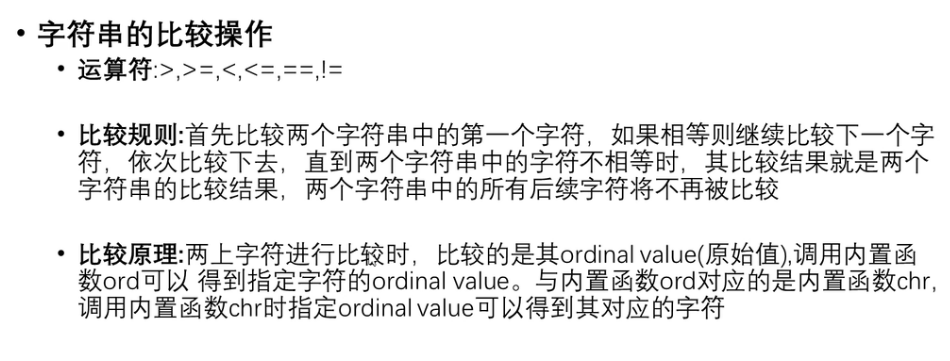 • 字符串的比较操作
• 运算符:>,>=,<,<=,==,!=
• 比较规则:首先比较两个字符串中的第一个字符，如果相等则继续比较下一个字
符，依次比较下去，直到两个字符串中的字符不相等时，其比较结果就是两个
字符串的比较结果，两个字符串中的所有后续字符将不再被比较
• 比较原理:两上字符进行比较时，比较的是其ordinal value(原始值),调用内置函
数ord可以 得到指定字符的ordinal value。与内置函数ord对应的是内置函数chr,
调用内置函数chr时指定ordinal value可以得到其对应的字符